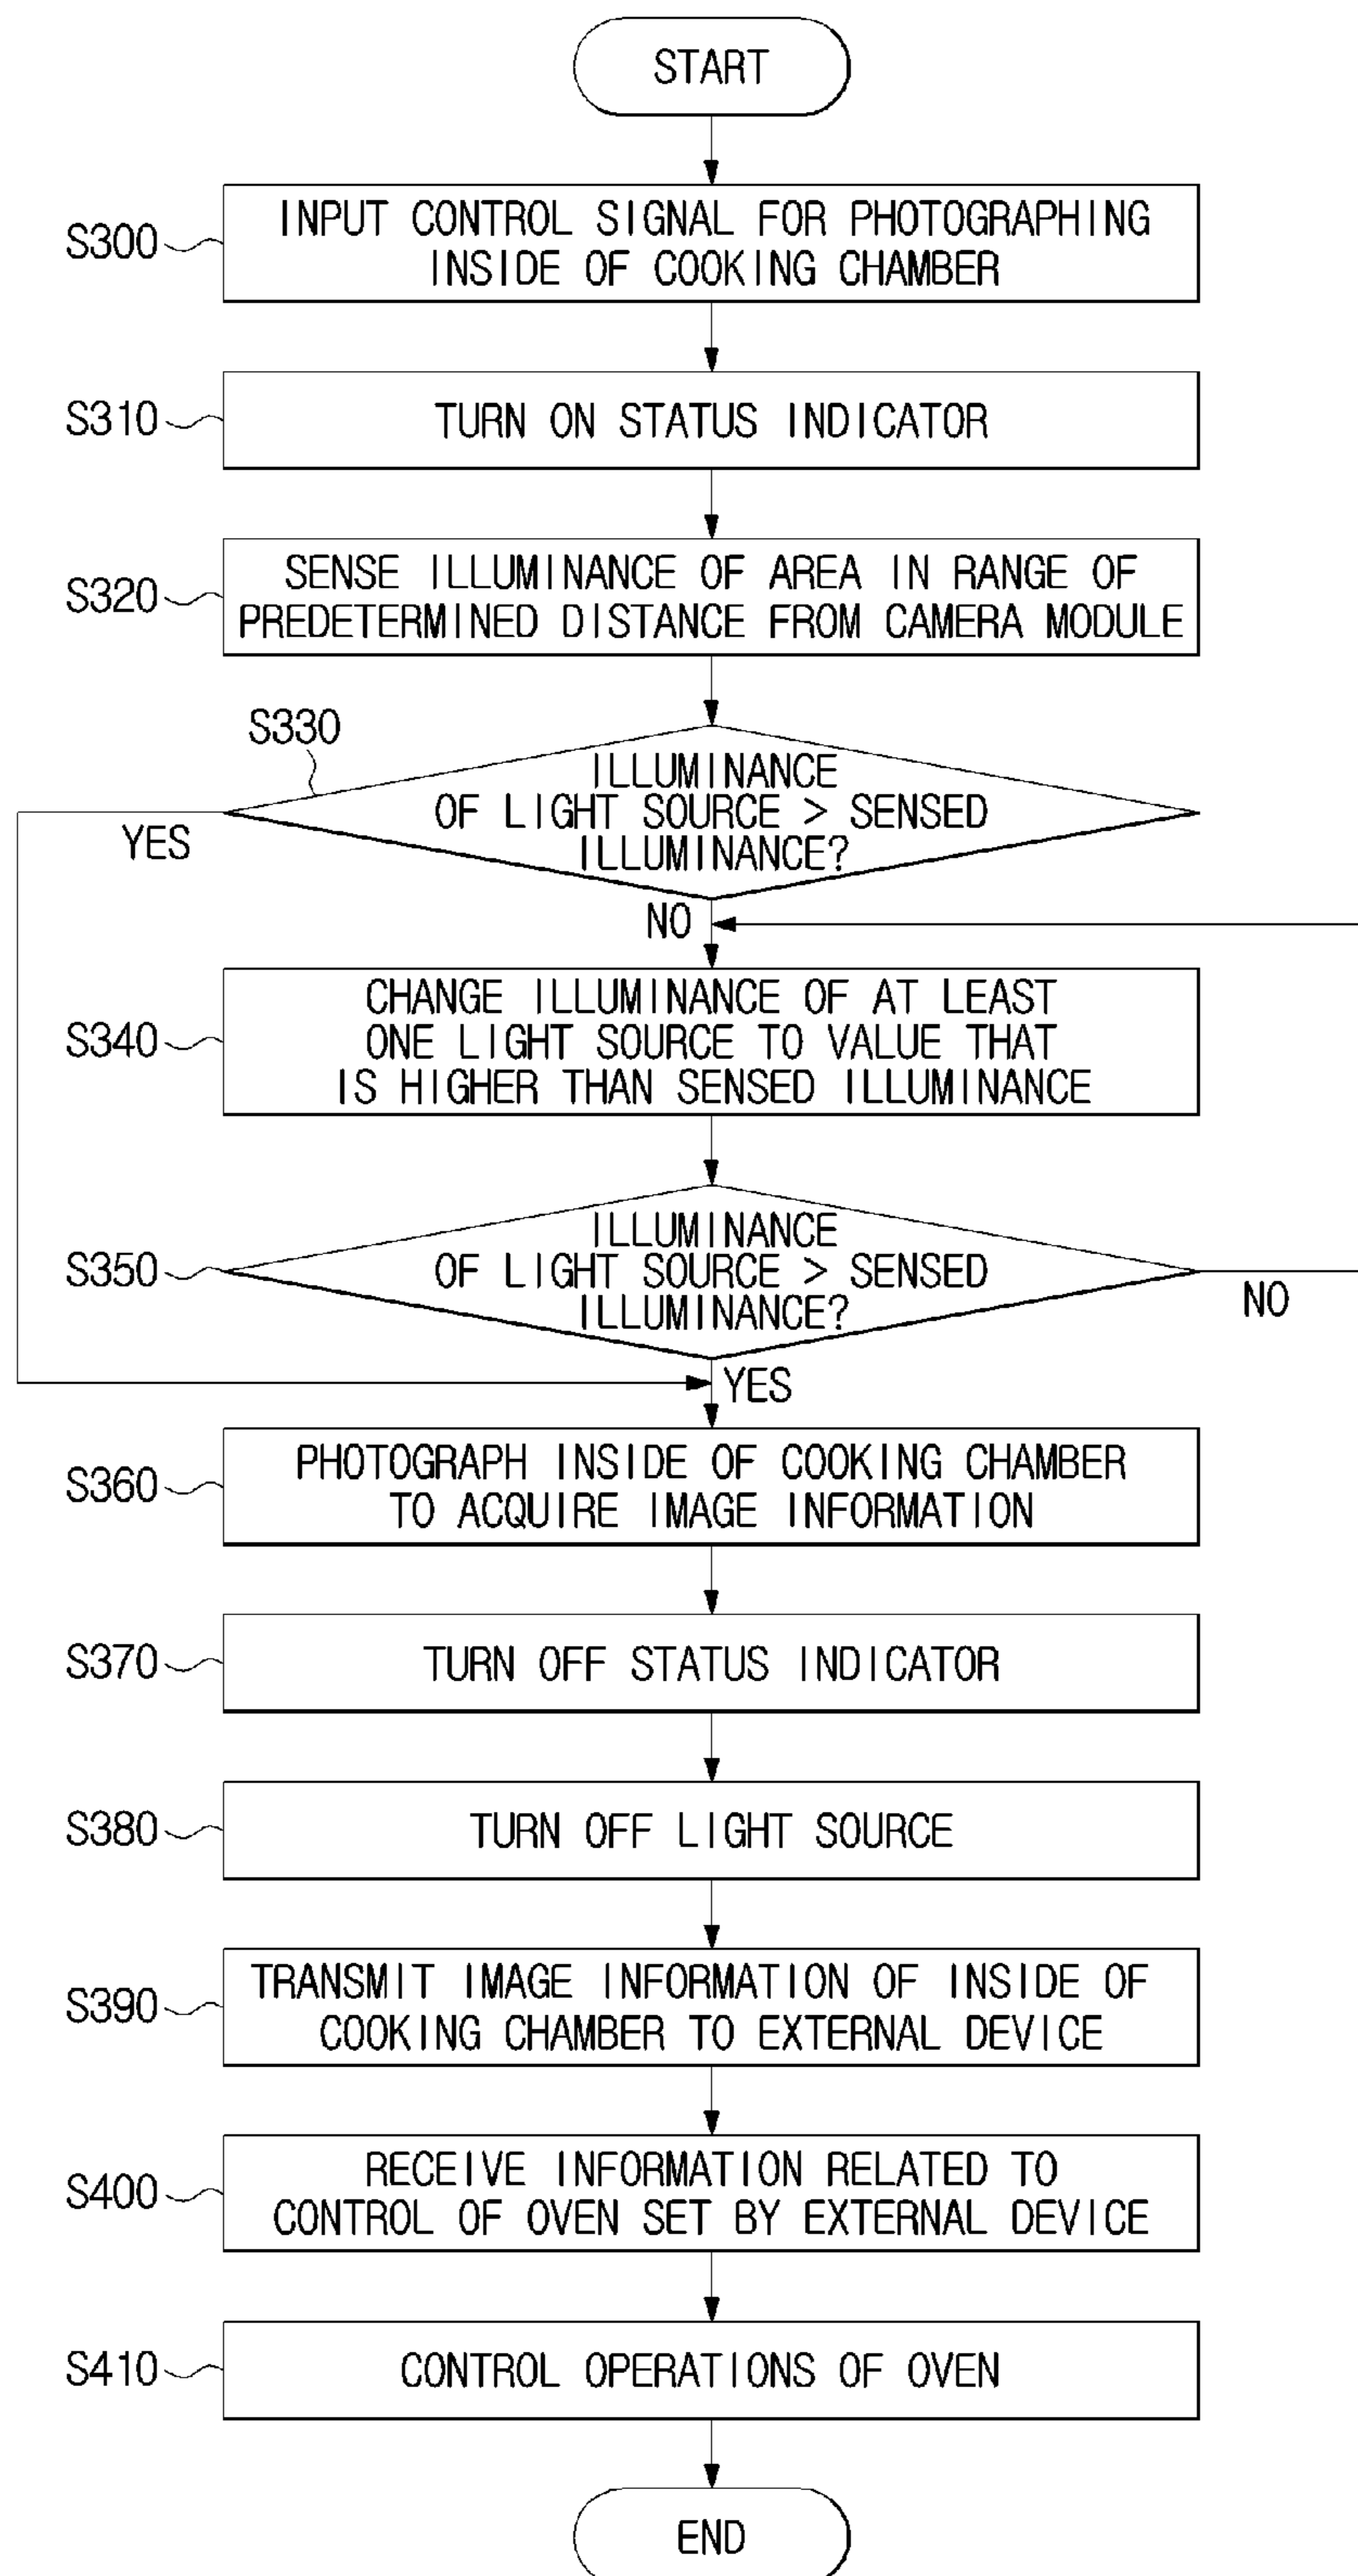 START
S300
INPUT CONTROL SIGNAL FOR PHOTOGRAPHING
INSIDE OF COOKING CHAMBER
S310
TURN ON STATUS INDICATOR
S320
SENSE ILLUMINANCE OF AREA IN RANGE OF
PREDETERMINED DISTANCE FROM CAMERA MODULE
S330
ILLUMINANCE
OF LIGHT SOURCE > SENSED
ILLUMINANCE?
YES
NO
S340
CHANGE ILLUMINANCE OF AT LEAST
ONE LIGHT SOURCE TO VALUE THAT
IS HIGHER THAN SENSED ILLUMINANCE
S350
ILLUMINANCE
OF LIGHT SOURCE > SENSED
ILLUMINANCE?
NO
YES
S360
PHOTOGRAPH INSIDE OF COOKING CHAMBER
TO ACQUIRE IMAGE INFORMATION
S370
TURN OFF STATUS INDICATOR
S380
TURN OFF LIGHT SOURCE
S390
TRANSMIT IMAGE INFORMATION OF INSIDE OF
COOKING CHAMBER TO EXTERNAL DEVICE
S400
RECEIVE INFORMATION RELATED TO
CONTROL OF OVEN SET BY EXTERNAL DEVICE
S410
CONTROL OPERATIONS OF OVEN
END